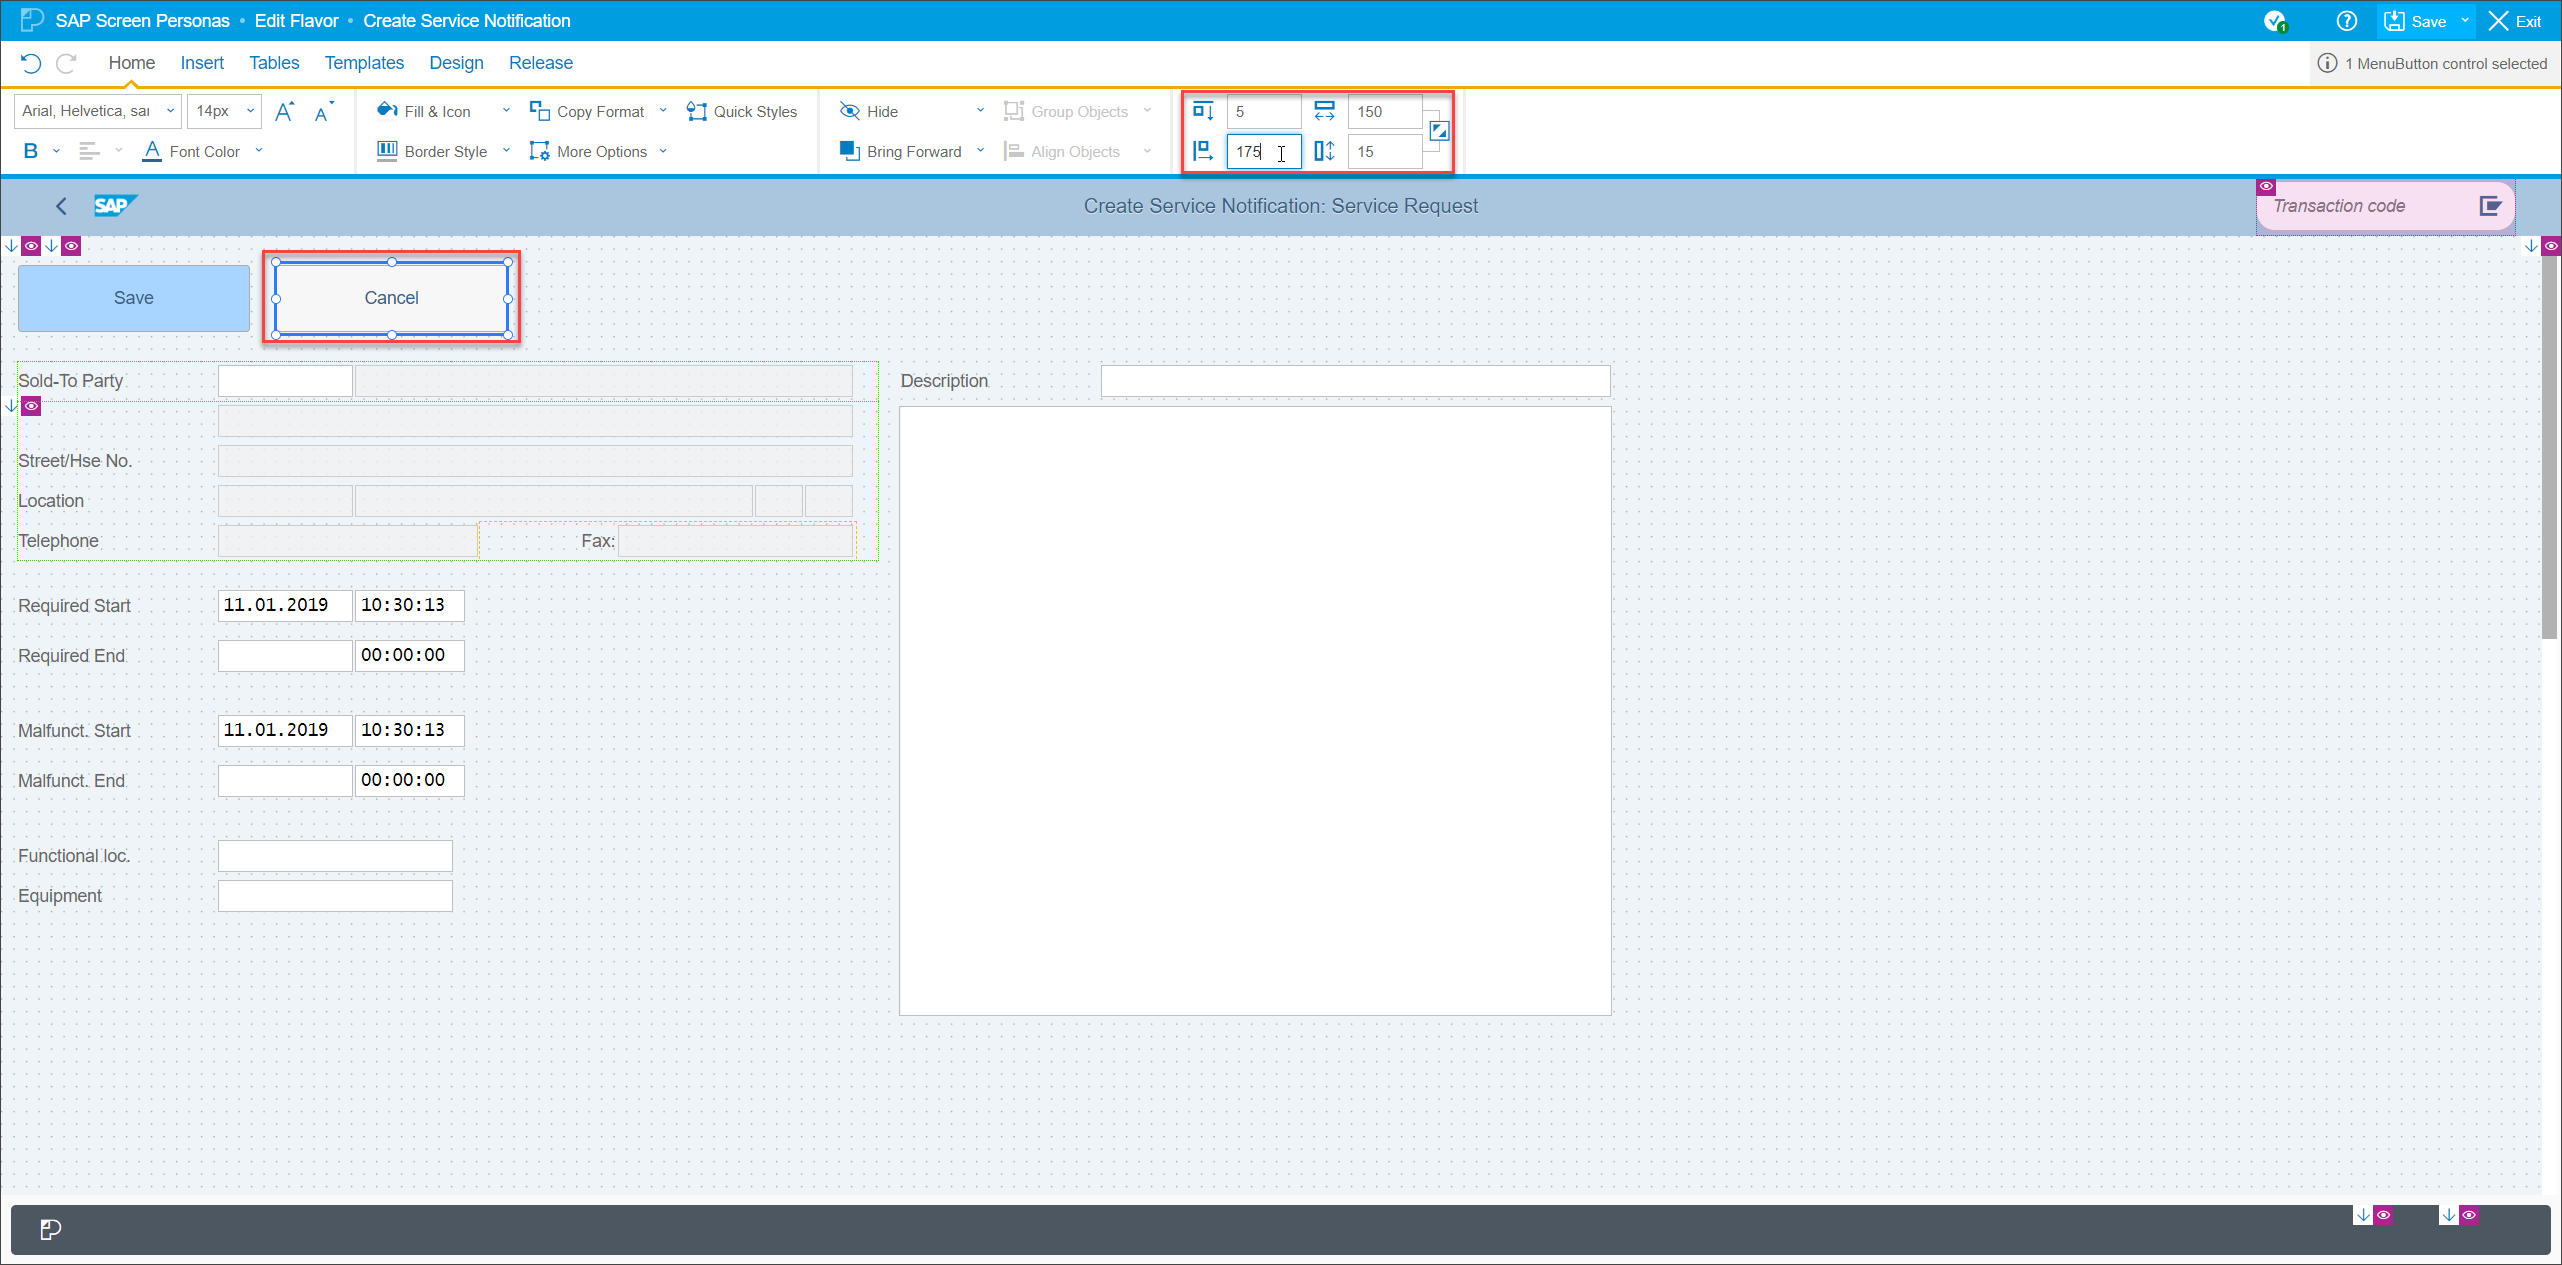 SAP Screen Personas • Edit Flavor • Create Service Notification
1
Save
Exit
Home
Insert
Tables
Templates
Design
Release
1 MenuButton control selected
Arial, Helvetica, sa
14px
A
A
Fill & Icon
Copy Format
Quick Styles
Hide
Group Objects
5
150
B
A Font Color
Border Style
More Options
Bring Forward
Align Objects
175
15
SAP
Create Service Notification: Service Request
Transaction code
Save
Cancel
Sold-To Party
Description
Street/Hse No.
Location
Telephone
Fax:
Required Start
11.01.2019
10:30:13
Required End
00:00:00
Malfunct. Start
11.01.2019
10:30:13
Malfunct. End
00:00:00
Functional loc.
Equipment